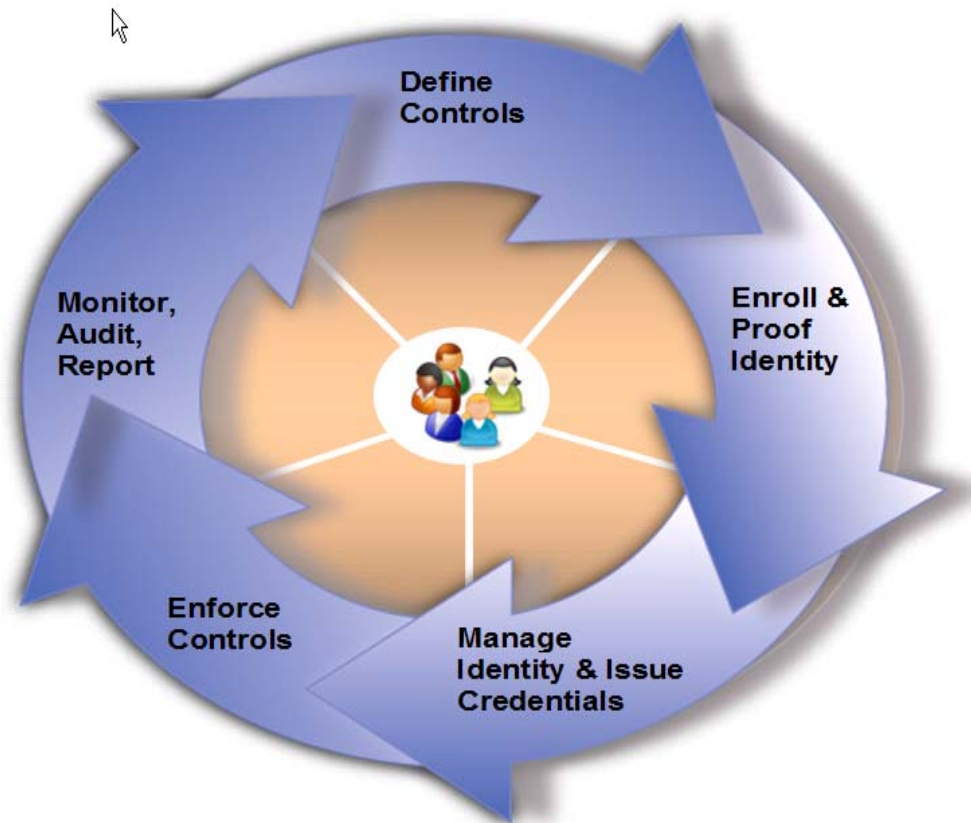 Define
Controls
Enroll &
Proof
Identity
Manage
Identity & Issue
Credentials
Enforce
Controls
Monitor,
Audit,
Report